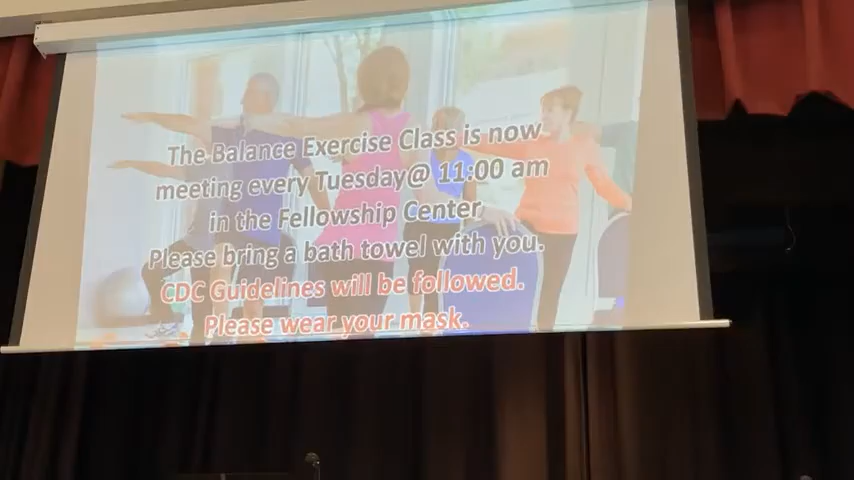 The Balance Exercise Class is now
meeting every Tuesday@ 11:00 am
in the Fellowship Center
Please bring a bath towel with you.
CDC Guidelines will be followed.
Please wear your mask.